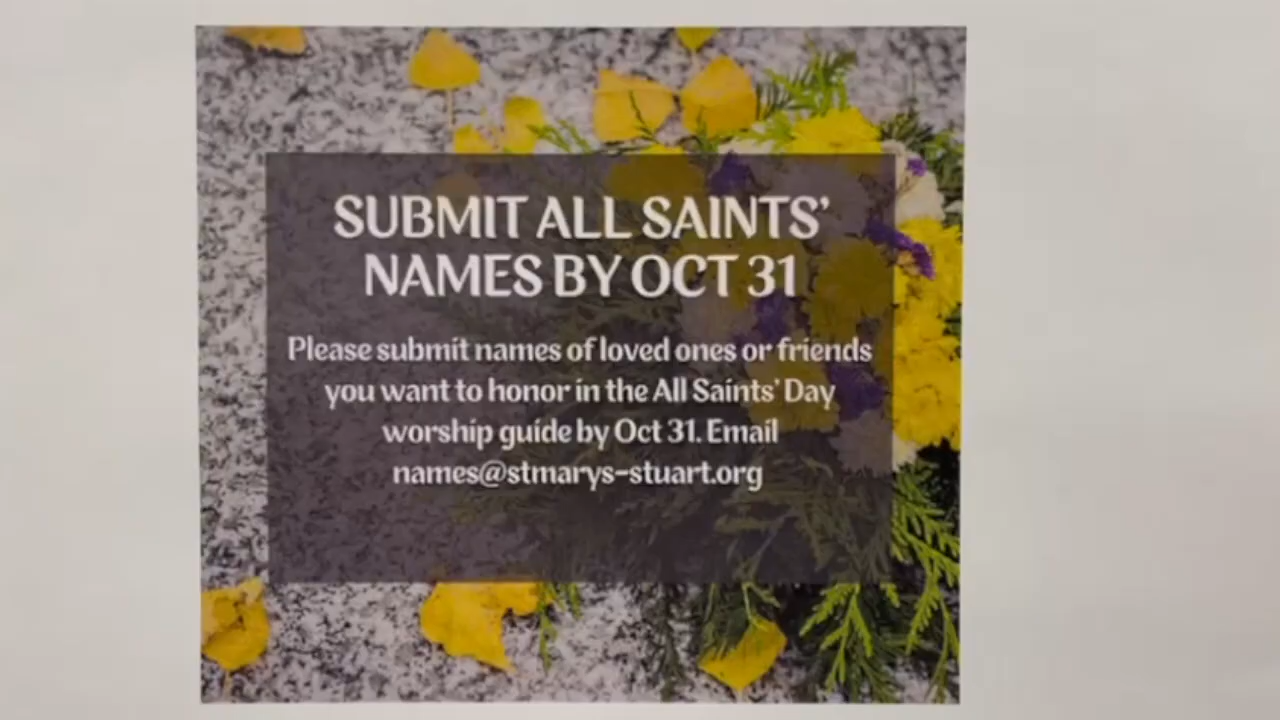 SUBMIT ALL SAINTS'
NAMES BY OCT 31
Please submit names of loved ones or friends
you want to honor in the All Saints' Day
worship guide by Oct 31. Email
names@stmarys-stuart.org